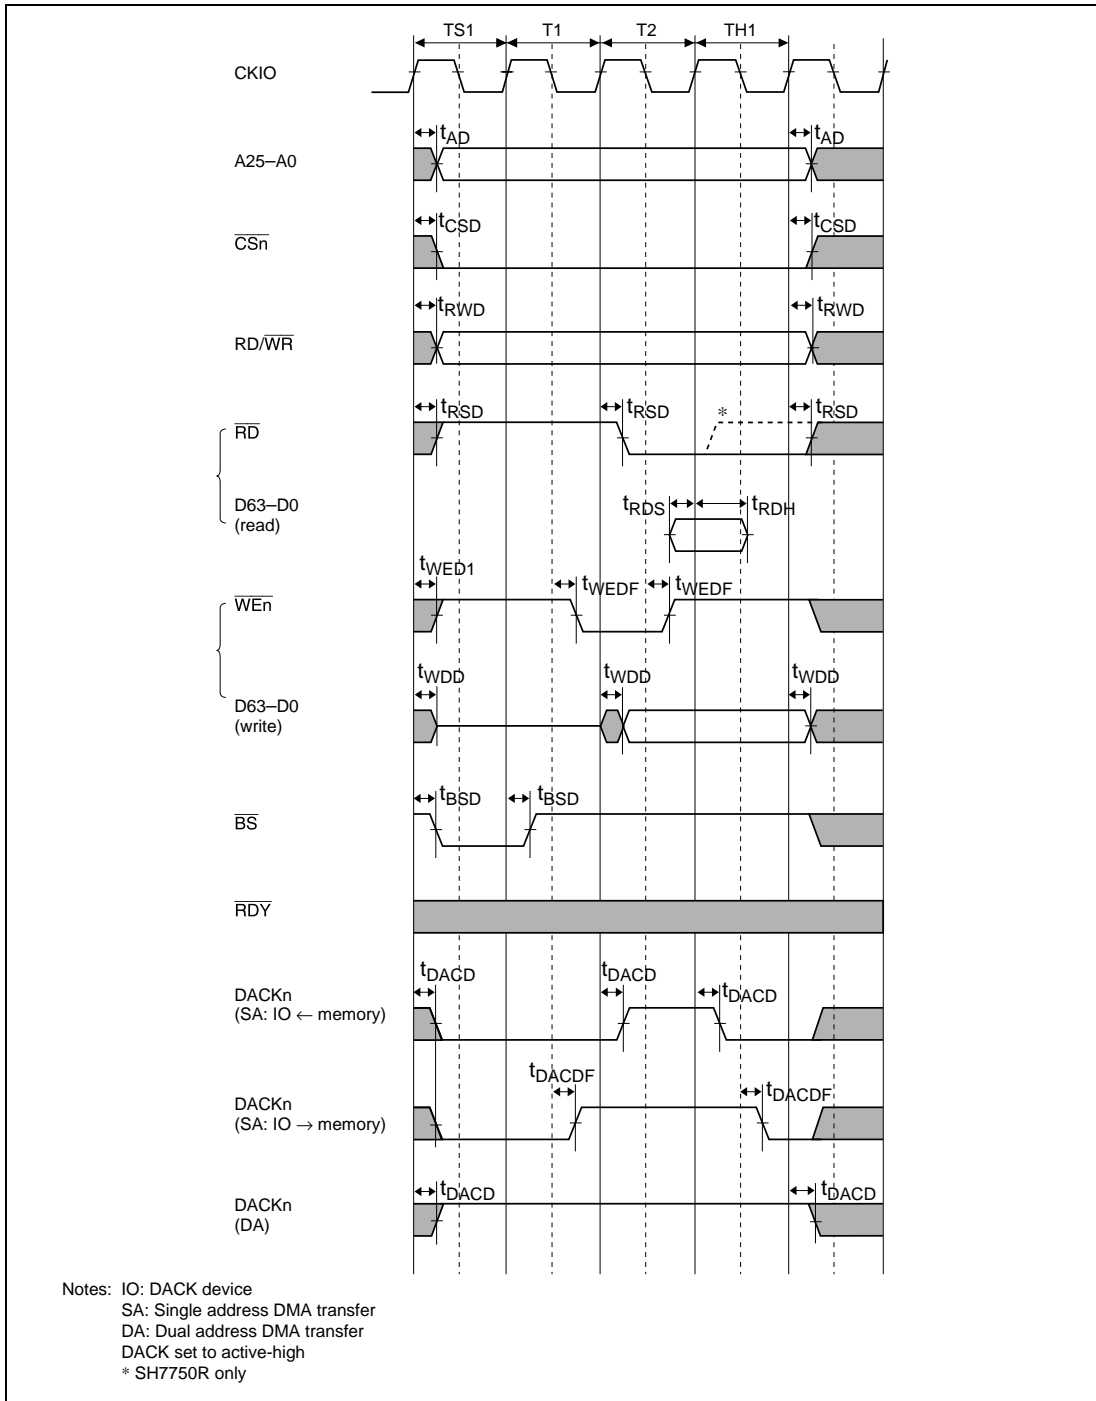 TS1 T1 T2 TH1
CKIO
tAD tAD
A25–A0
tCSD tCSD
CSn
tRWD tRWD
RD/WR
tRSD tRSD * tRSD
RD
tRDS tRDH
D63–D0
(read)
tWED1 tWEDF tWEDF
WEn
tWDD tWDD tWDD
D63–D0
(write)
tBSD tBSD
BS
RDY
tDACD tDACD tDACD
DACKn
(SA: IO ← memory)
tDACDF tDACDF
DACKn
(SA: IO → memory)
tDACD tDACD
DACKn
(DA)
Notes: IO: DACK device
SA: Single address DMA transfer
DA: Dual address DMA transfer
DACK set to active-high
* SH7750R only